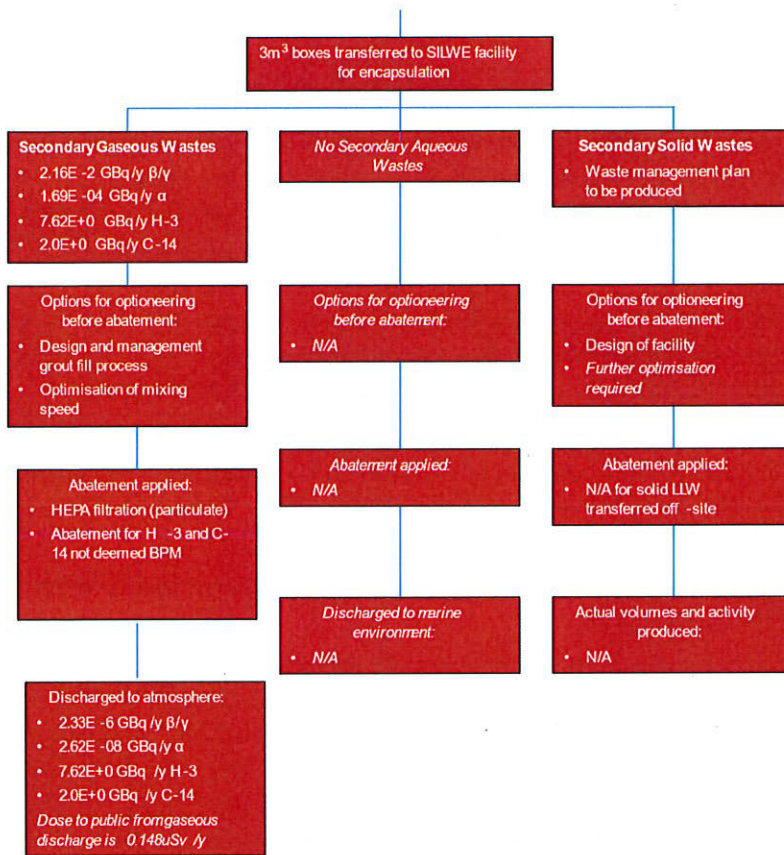 3m³ boxes transferred to SILWE facility
for encapsulation
Secondary Gaseous Wastes
• 2.16E -2 GBq/y β/γ
• 1.69E -04 GBq/y α
• 7.62E+0 GBq/y H-3
• 2.0E+0 GBq/y C-14
Options for optioneering
before abatement:
• Design and management
grout fill process
• Optimisation of mixing
speed
Abatement applied:
• HEPA filtration (particulate)
• Abatement for H -3 and C-
14 not deemed BPM
Discharged to atmosphere:
• 2.33E -6 GBq/y β/γ
• 2.62E -08 GBq/y α
• 7.62E+0 GBq /y H-3
• 2.0E+0 GBq /y C-14
Dose to public fromgaseous
discharge is 0.148uSv /y
No Secondary Aqueous
Wastes
Options for optioneering
before abatement:
• N/A
Abatement applied:
• N/A
Discharged to marine
environment:
• N/A
Secondary Solid Wastes
• Waste management plan
to be produced
Options for optioneering
before abatement:
• Design of facility
• Further optimisation
required
Abatement applied:
• N/A for solid LLW
transferred off -site
Actual volumes and activity
produced:
• N/A